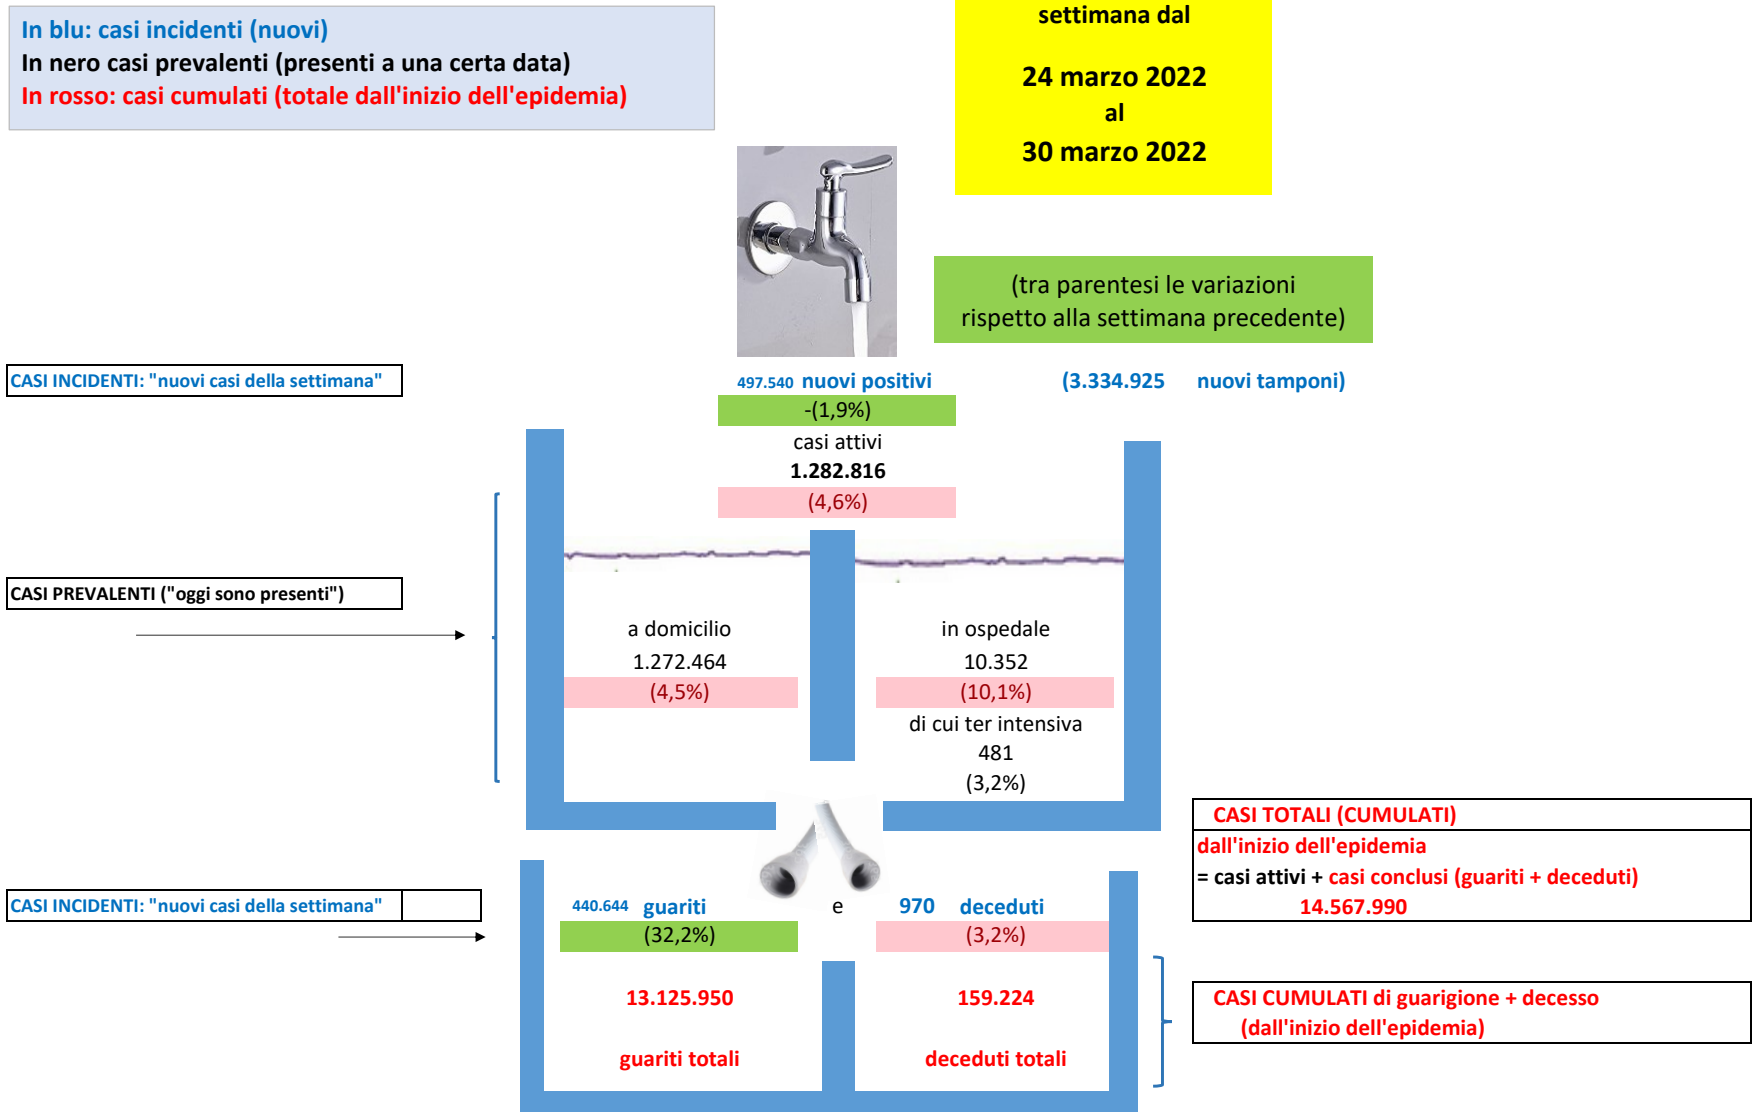 In blu: casi incidenti (nuovi)
In nero casi prevalenti (presenti a una certa data)
In rosso: casi cumulati (totale dall'inizio dell'epidemia)
settimana dal
24 marzo 2022
al
30 marzo 2022
(tra parentesi le variazioni
rispetto alla settimana precedente)
CASI INCIDENTI: "nuovi casi della settimana"
497.540 nuovi positivi
(3.334.925 nuovi tamponi)
-(1,9%)
casi attivi
1.282.816
(4,6%)
CASI PREVALENTI ("oggi sono presenti")
a domicilio
1.272.464
(4,5%)
in ospedale
10.352
(10,1%)
di cui ter intensiva
481
(3,2%)
CASI TOTALI (CUMULATI)
dall'inizio dell'epidemia
= casi attivi + casi conclusi (guariti + deceduti)
14.567.990
CASI INCIDENTI: "nuovi casi della settimana"
440.644 guariti
(32,2%)
e
970 deceduti
(3,2%)
13.125.950
guariti totali
159.224
deceduti totali
CASI CUMULATI di guarigione + decesso
(dall'inizio dell'epidemia)